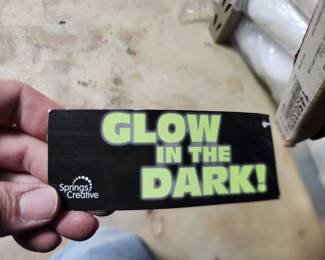 GLOW
IN THE
DARK!
Springs
Creative